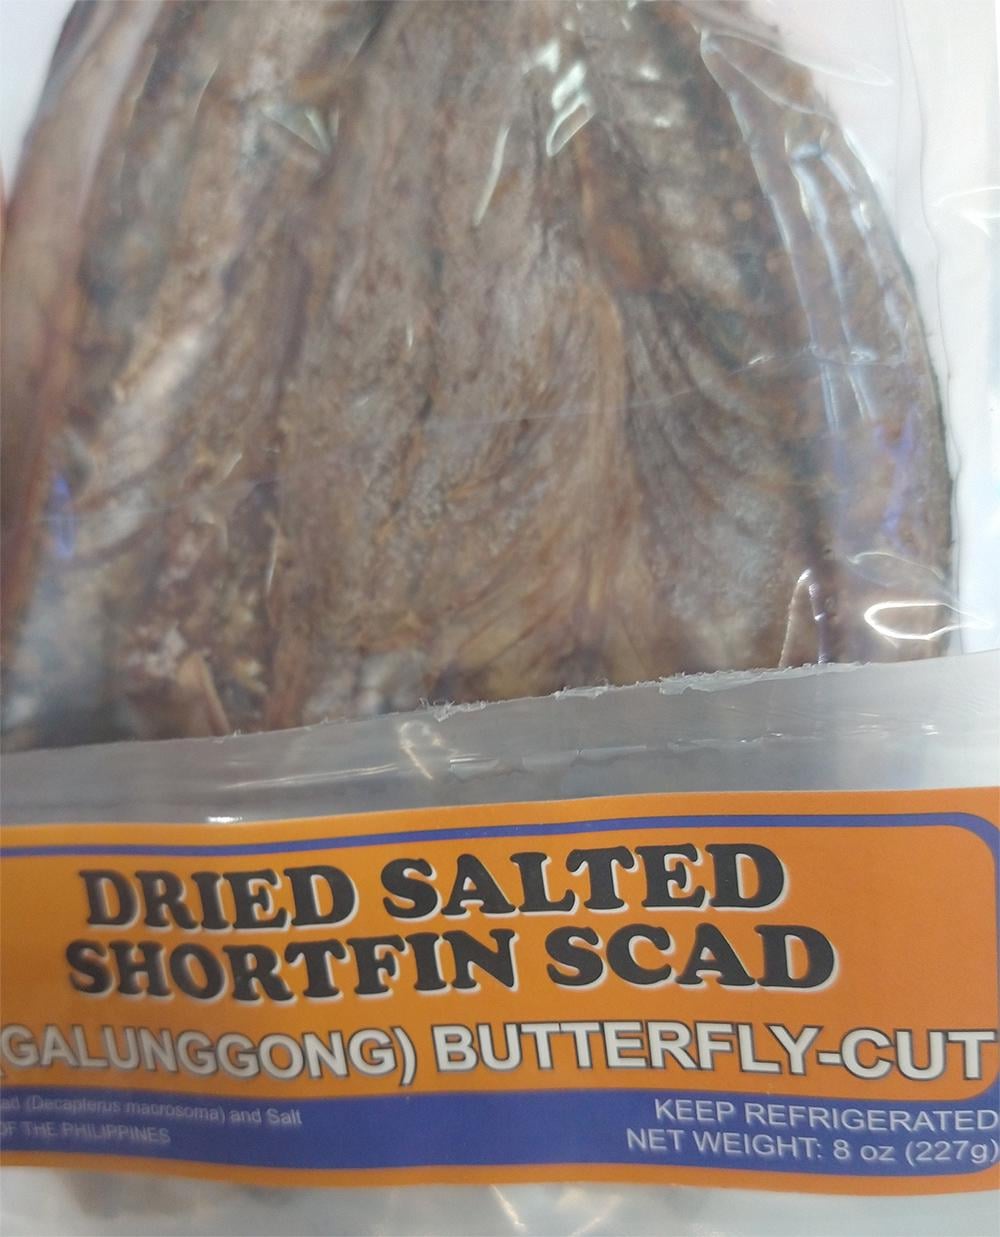 DRIED SALTED
SHORTFIN SCAD
(GALUNGGONG) BUTTERFLY-CUT
ad (Decapterus macrosoma) and Salt
OF THE PHILIPPINES
KEEP REFRIGERATED
NET WEIGHT: 8 oz (227g)